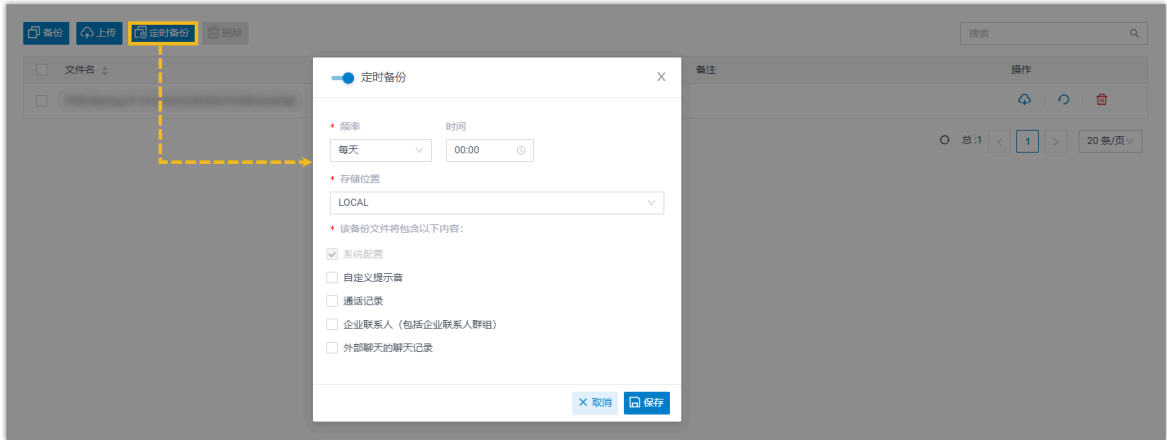 备份 上传 定时备份 删除 搜索
文件名 备注 操作
定时备份
* 频率 时间
每天 00:00
总:1 < 1 > 20 条/页
* 存储位置
LOCAL
* 该备份文件将包含以下内容:
系统配置
自定义提示音
通话记录
企业联系人(包括企业联系人群组)
外部聊天的聊天记录
取消 保存